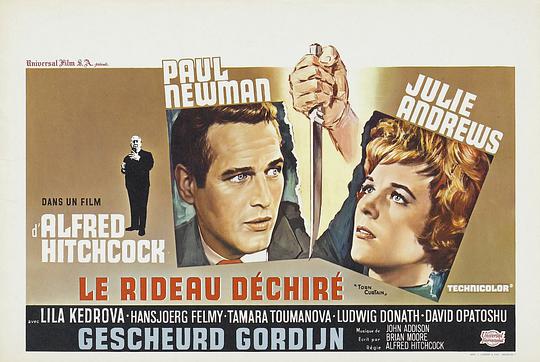 Universal Film S.A. présente
PAUL
NEWMAN
JULIE
ANDREWS
DANS UN FILM
d'ALFRED
HITCHCOCK
LE RIDEAU DÉCHIRÉ
"TORN
CURTAIN"
TECHNICOLOR®
avec LILA KEDROVA · HANSJOERG FELMY · TAMARA TOUMANOVA · LUDWIG DONATH · DAVID OPATOSHU
GESCHEURD GORDIJN
Musique de JOHN ADDISON
Écrit par BRIAN MOORE
Régie ALFRED HITCHCOCK
Universal